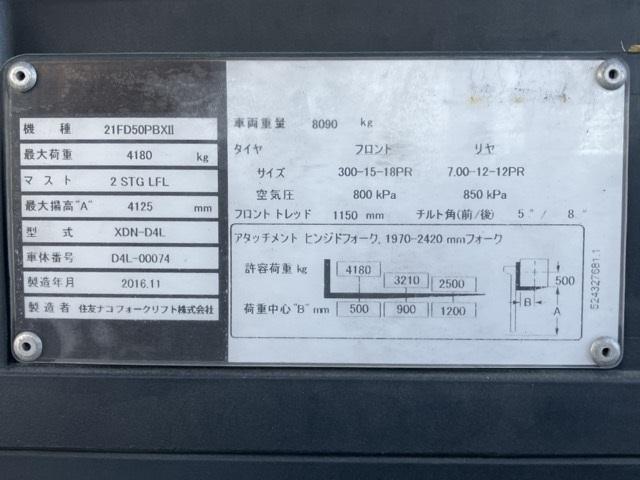 機 種 21FD50PBXⅡ
最大荷重 4180 kg
マスト 2 STG LFL
最大揚高"A" 4125 mm
型 式 XDN-D4L
車体番号 D4L-00074
製造年月 2016.11
製造者 住友ナコフォークリフト株式会社
車両重量 8090 kg
タイヤ フロント リヤ
サイズ 300-15-18PR 7.00-12-12PR
空気圧 800 kPa 850 kPa
フロントトレッド 1150 mm チルト角(前/後) 5°/ 8°
アタッチメント ヒンジドフォーク, 1970-2420 mmフォーク
許容荷重 kg 4180 3210 2500
荷重中心 "B" mm 500 900 1200
500
B
A
524327681.1